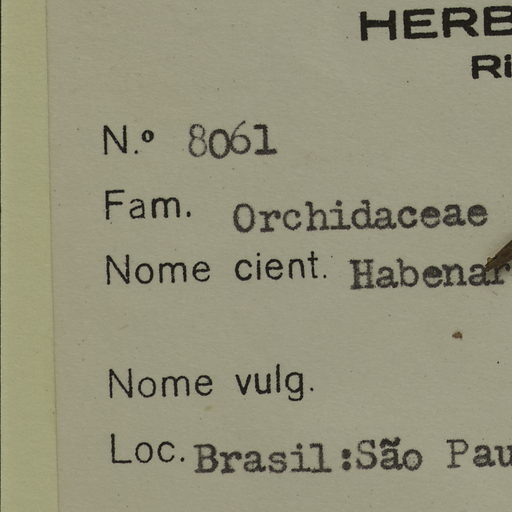 HERB
Ri
N.º 8061
Fam. Orchidaceae
Nome cient. Habenar
Nome vulg.
Loc. Brasil:São Pau